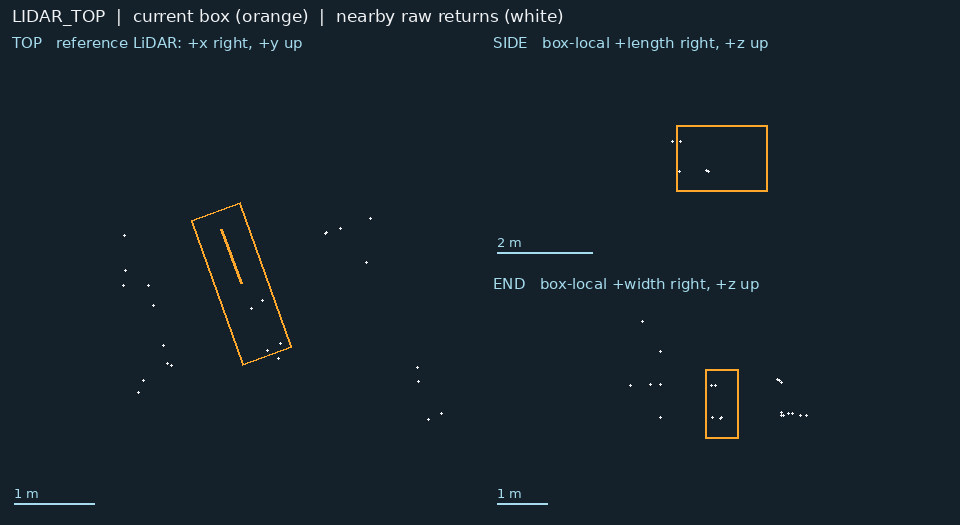 LIDAR_TOP  |  current box (orange)  |  nearby raw returns (white)
TOP   reference LiDAR: +x right, +y up
SIDE   box-local +length right, +z up
2 m
END   box-local +width right, +z up
1 m
1 m